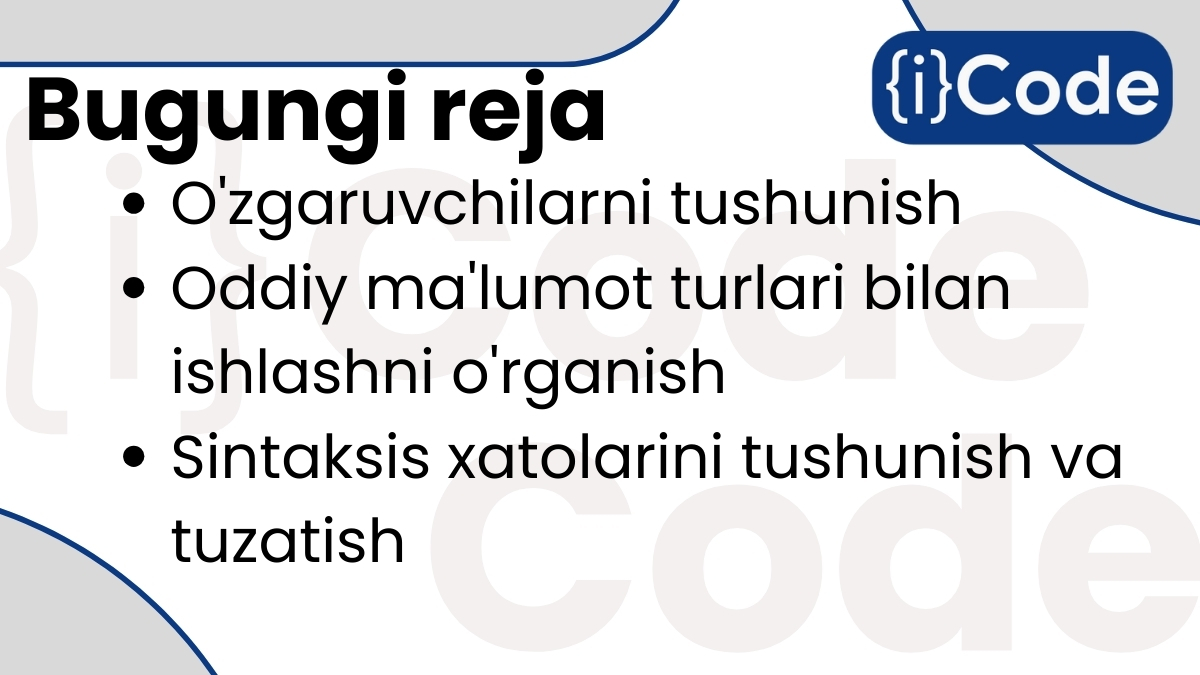 {i}Code
Bugungi reja
• O'zgaruvchilarni tushunish
• Oddiy ma'lumot turlari bilan
ishlashni o'rganish
• Sintaksis xatolarini tushunish va
tuzatish
{i}Code
Code